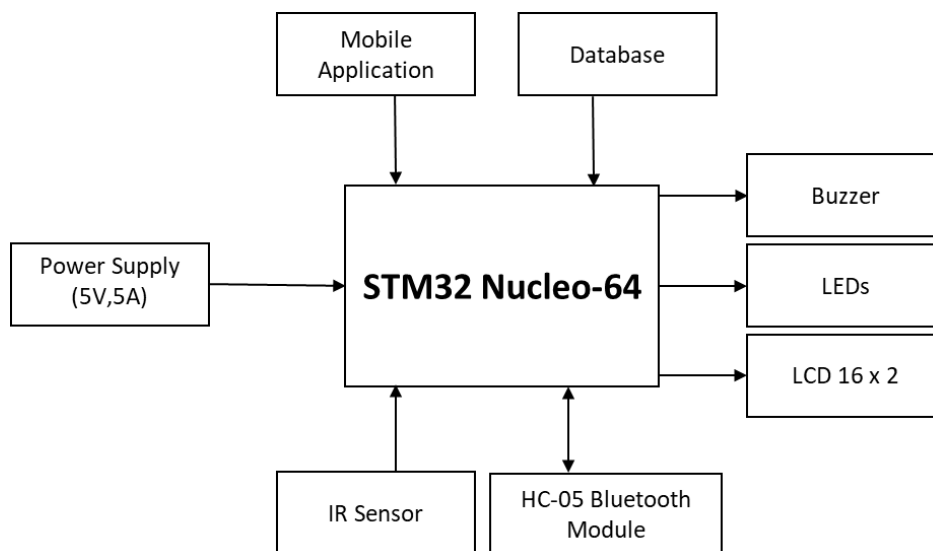 Mobile
Application
Database
Buzzer
Power Supply
(5V,5A)
STM32 Nucleo-64
LEDs
LCD 16 x 2
IR Sensor
HC-05 Bluetooth
Module